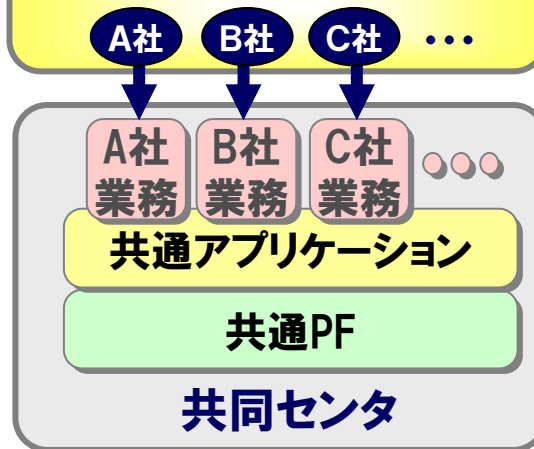 A社 B社 C社 ･･･
A社 B社 C社
業務 業務 業務
共通アプリケーション
共通PF
共同センタ